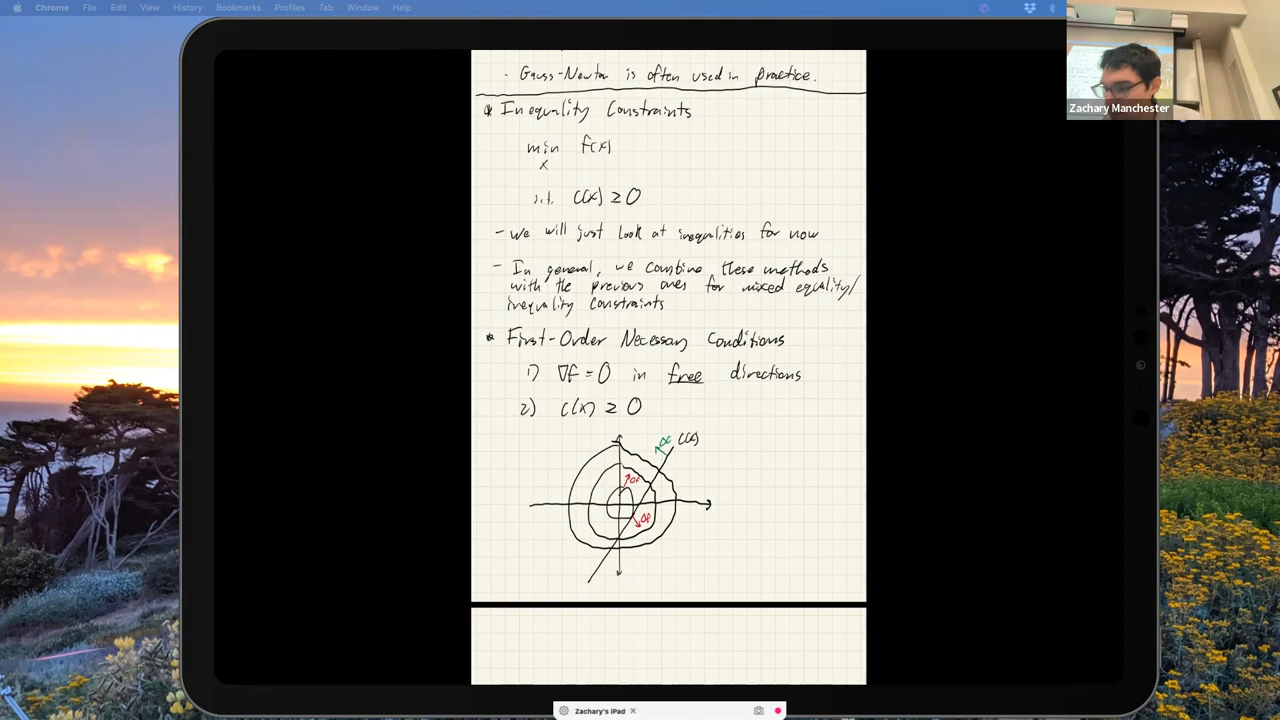 Chrome File Edit View History Bookmarks Profiles Tab Window Help
Zachary Manchester
- Gauss-Newton is often used in practice.
* Inequality Constraints
min f(x)
x
s.t. C(x) ≥ 0
- We will just look at inequalities for now
- In general, we combine these methods
with the previous ones for mixed equality/
inequality constraints
* First-Order Necessary Conditions
1) ∇f = 0 in free directions
2) C(x) ≥ 0
∇c C(x)
∇f
∇f
Zachary's iPad